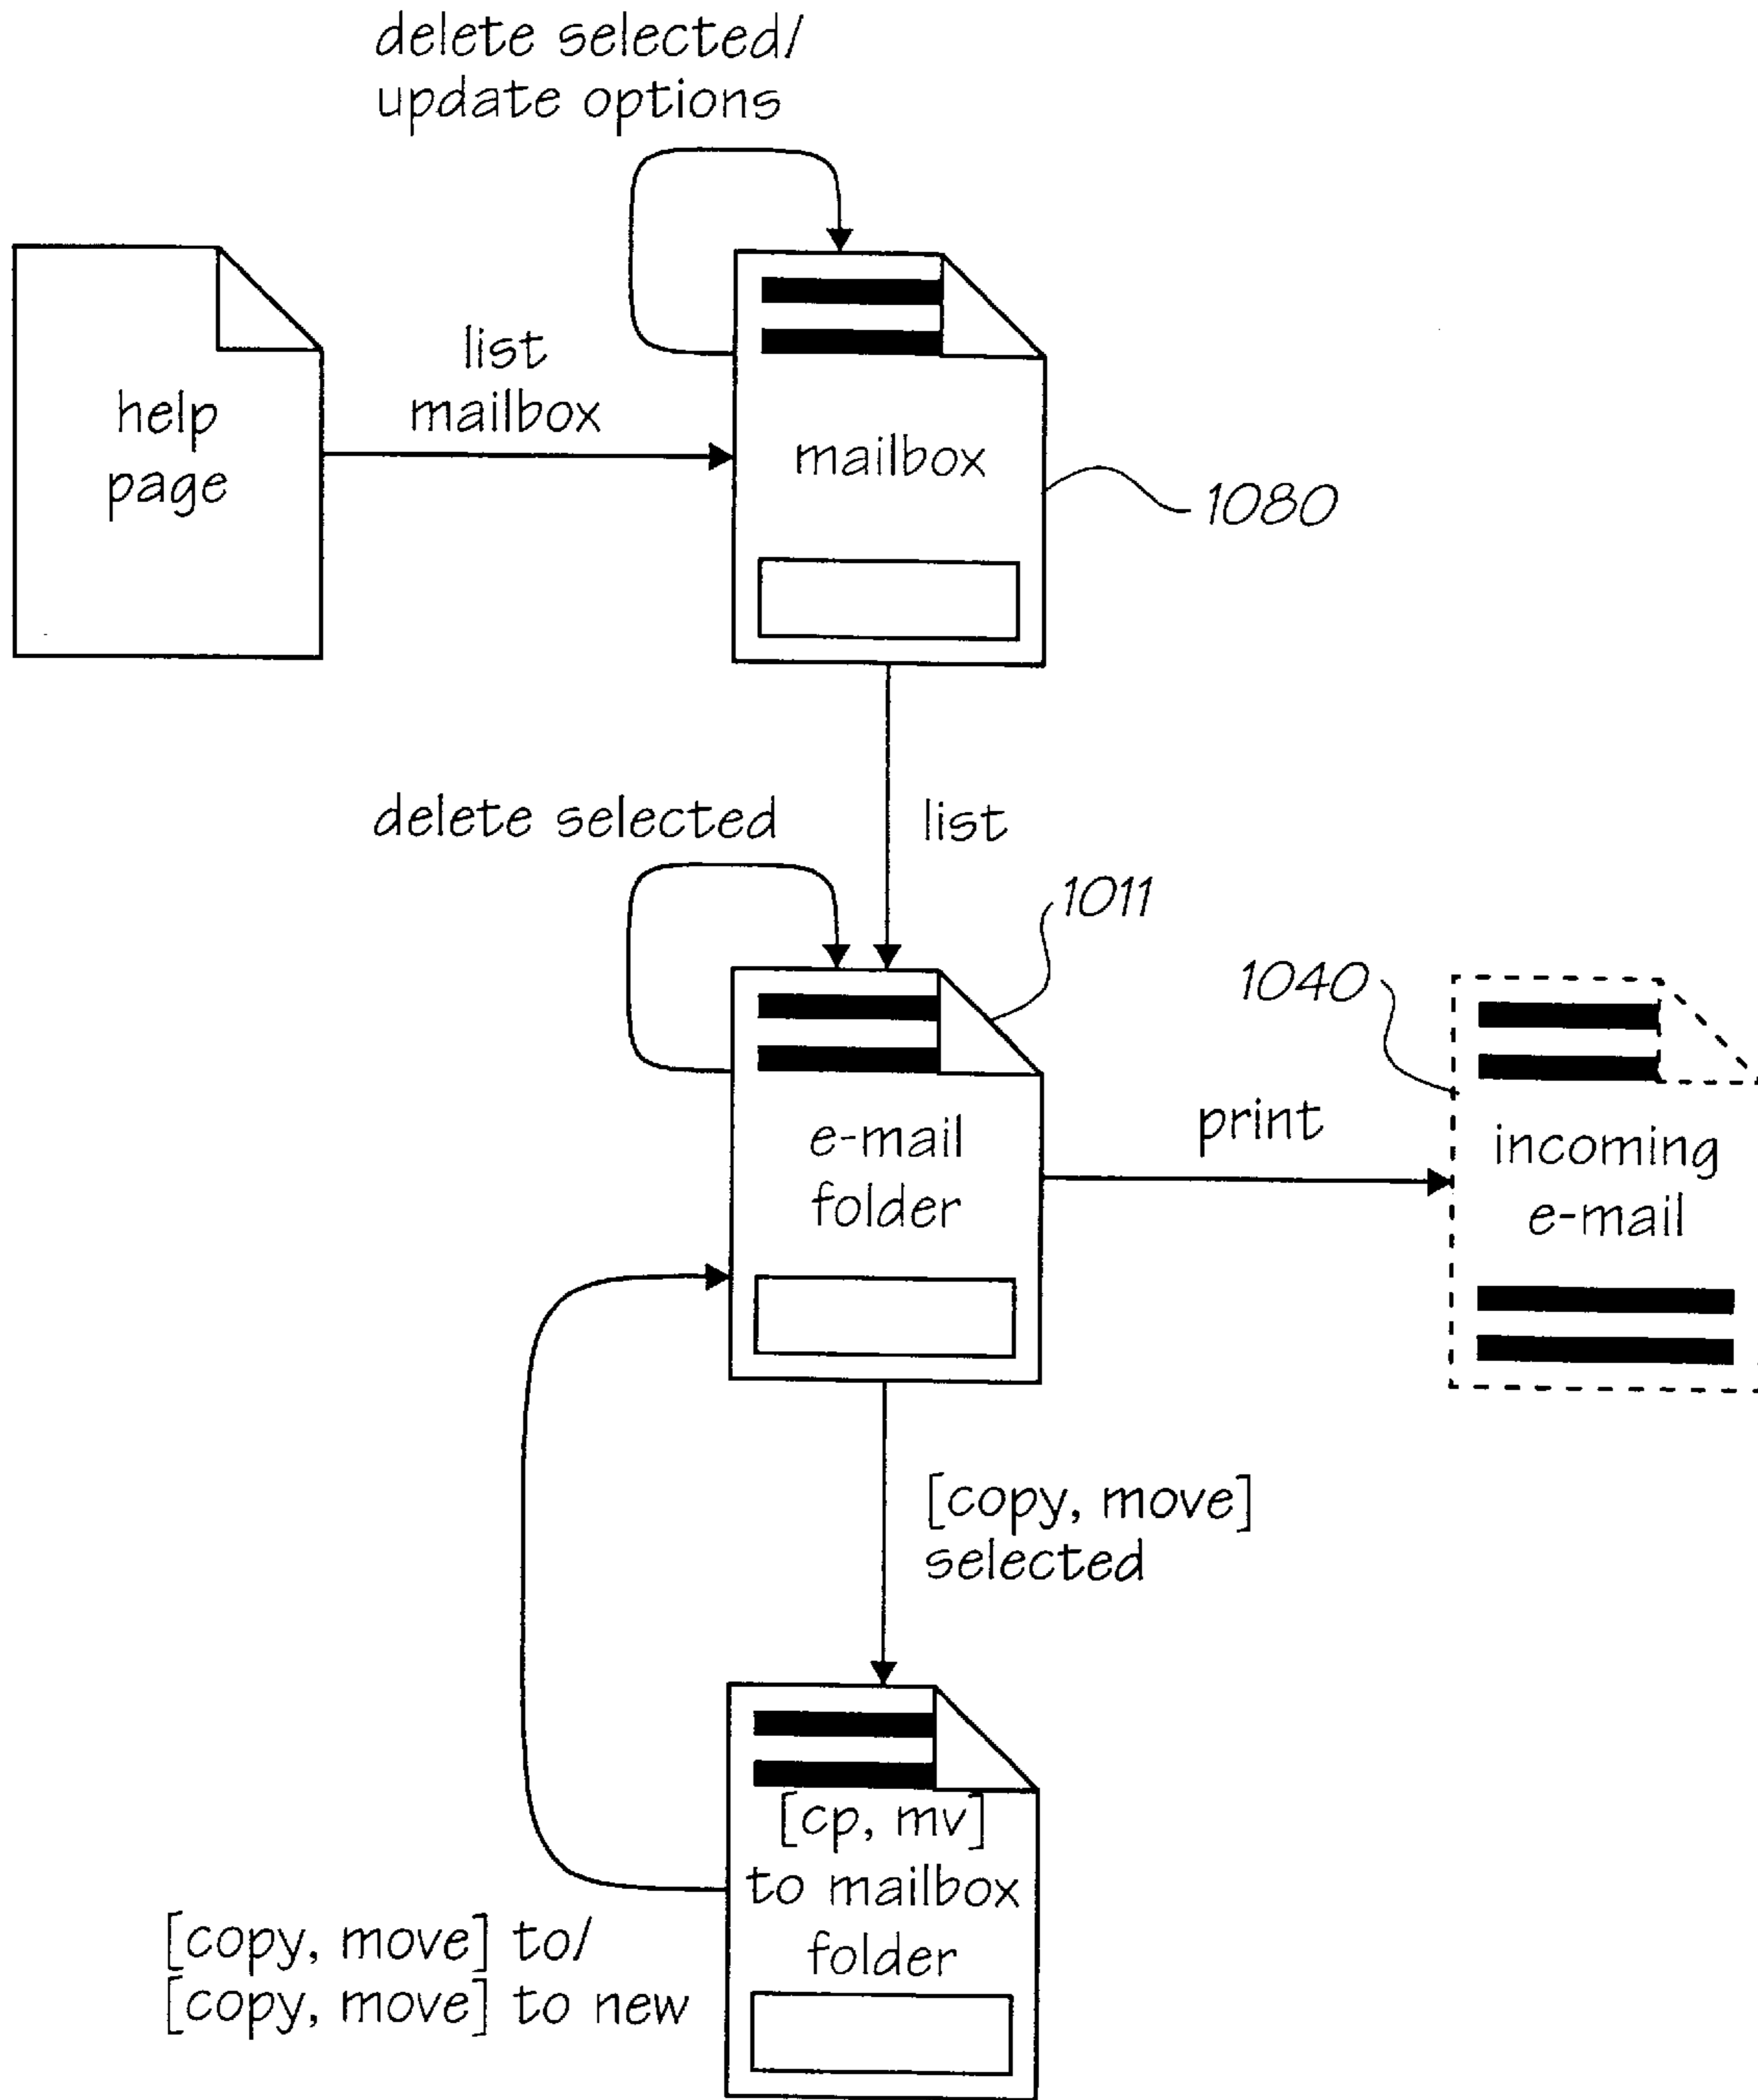 delete selected/
update options
help
page
list
mailbox
mailbox
1080
delete selected
list
1011
1040
e-mail
folder
print
incoming
e-mail
[copy, move]
selected
[cp, mv]
to mailbox
folder
[copy, move] to/
[copy, move] to new